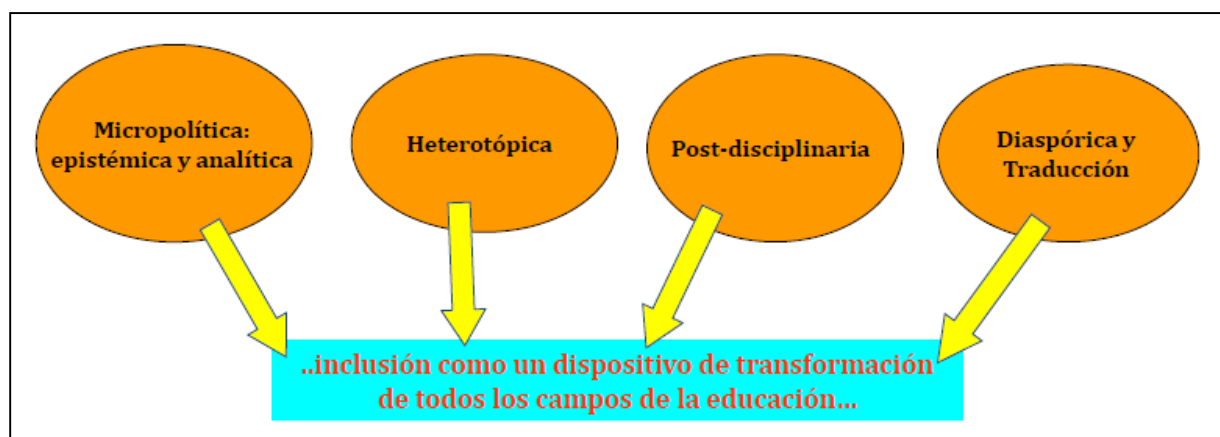 Micropolítica:
epistémica y analítica
Heterotópica
Post-disciplinaria
Diaspórica y
Traducción
..inclusión como un dispositivo de transformación
de todos los campos de la educación...